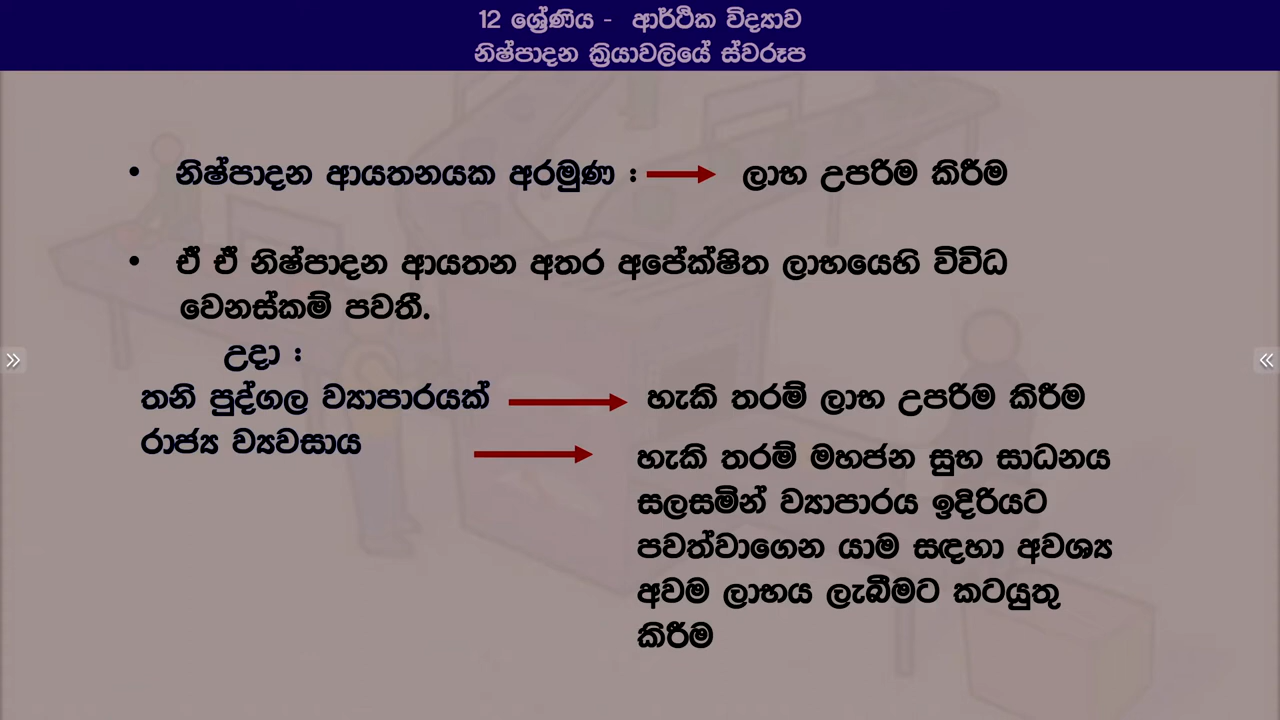 12 ශ්‍රේණිය - ආර්ථික විද්‍යාව
නිෂ්පාදන ක්‍රියාවලියේ ස්වරූප
• නිෂ්පාදන ආයතනයක අරමුණ : ලාභ උපරිම කිරීම
• ඒ ඒ නිෂ්පාදන ආයතන අතර අපේක්ෂිත ලාභයෙහි විවිධ
වෙනස්කම් පවතී.
උදා :
තනි පුද්ගල ව්‍යාපාරයක් හැකි තරම් ලාභ උපරිම කිරීම
රාජ්‍ය ව්‍යවසාය
හැකි තරම් මහජන සුභ සාධනය
සලසමින් ව්‍යාපාරය ඉදිරියට
පවත්වාගෙන යාම සඳහා අවශ්‍ය
අවම ලාභය ලැබීමට කටයුතු
කිරීම